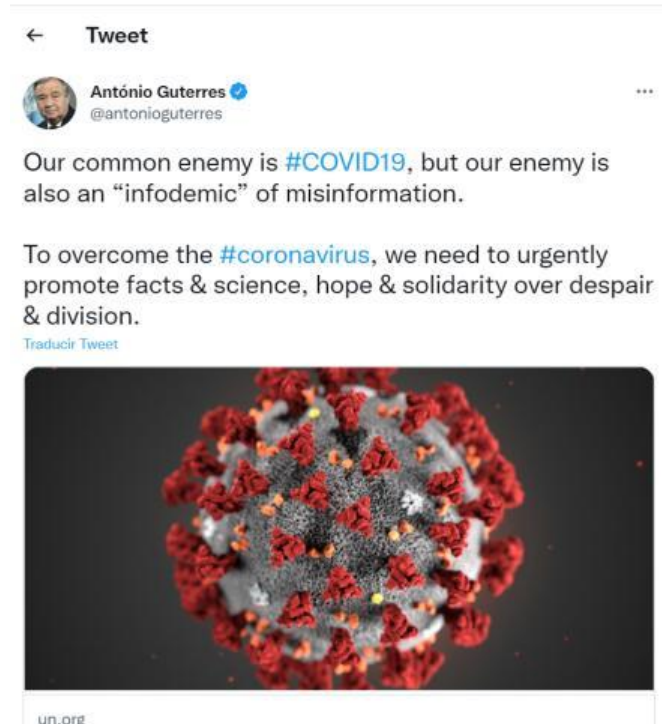 ← Tweet
António Guterres
@antonioguterres
Our common enemy is #COVID19, but our enemy is
also an “infodemic” of misinformation.
To overcome the #coronavirus, we need to urgently
promote facts & science, hope & solidarity over despair
& division.
Traducir Tweet
un.org